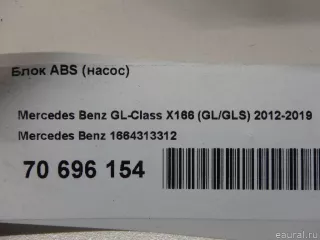 Блок ABS (насос)
Mercedes Benz GL-Class X166 (GL/GLS) 2012-2019
Mercedes Benz 1664313312
70 696 154
eaural.ru